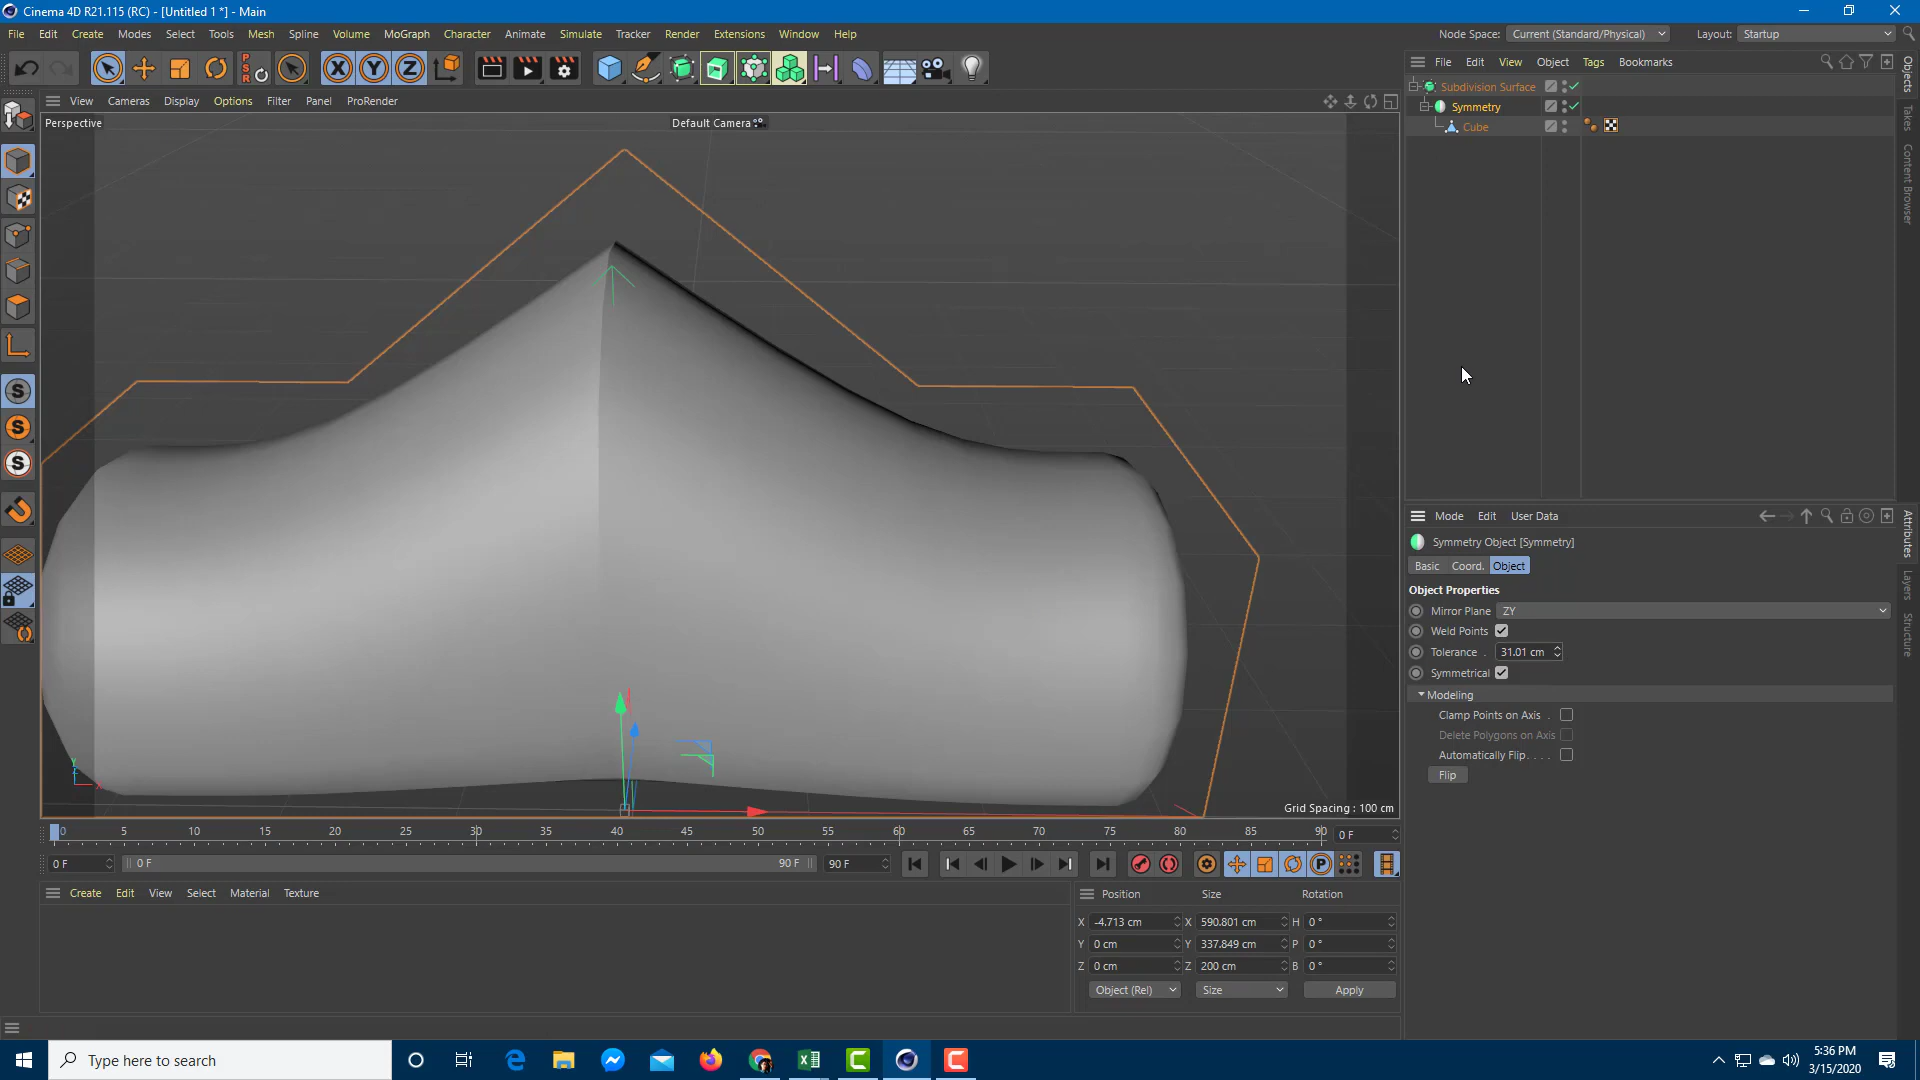 Cinema 4D R21.115 (RC) - [Untitled 1 *] - Main
File Edit Create Modes Select Tools Mesh Spline Volume MoGraph Character Animate Simulate Tracker Render Extensions Window Help
Node Space: Current (Standard/Physical) Layout: Startup
P S R
X Y Z
File Edit View Object Tags Bookmarks
Subdivision Surface
Symmetry
Cube
Objects
Takes
Content Browser
View Cameras Display Options Filter Panel ProRender
Perspective
Default Camera
S
S
S
Y
Z
X
Grid Spacing : 100 cm
Mode Edit User Data
Symmetry Object [Symmetry]
Basic Coord. Object
Object Properties
Mirror Plane ZY
Weld Points
Tolerance . 31.01 cm
Symmetrical
Modeling
Clamp Points on Axis .
Delete Polygons on Axis
Automatically Flip. . . .
Flip
Attributes
Layers
Structure
0 5 10 15 20 25 30 35 40 45 50 55 60 65 70 75 80 85 90 0 F
0 F 0 F 90 F 90 F
P
Create Edit View Select Material Texture
Position Size Rotation
X -4.713 cm X 590.801 cm H 0 °
Y 0 cm Y 337.849 cm P 0 °
Z 0 cm Z 200 cm B 0 °
Object (Rel) Size Apply
Type here to search
5:36 PM
3/15/2020